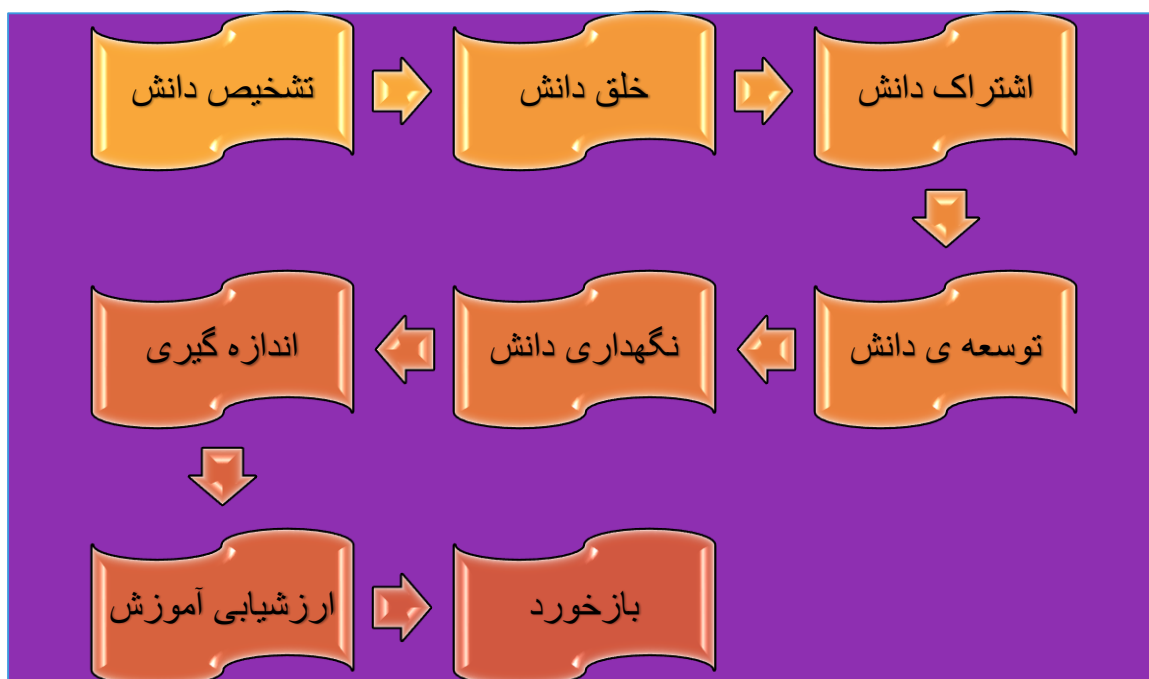 تشخیص دانش
خلق دانش
اشتراک دانش
توسعه ی دانش
نگهداری دانش
اندازه گیری
ارزشیابی آموزش
بازخورد